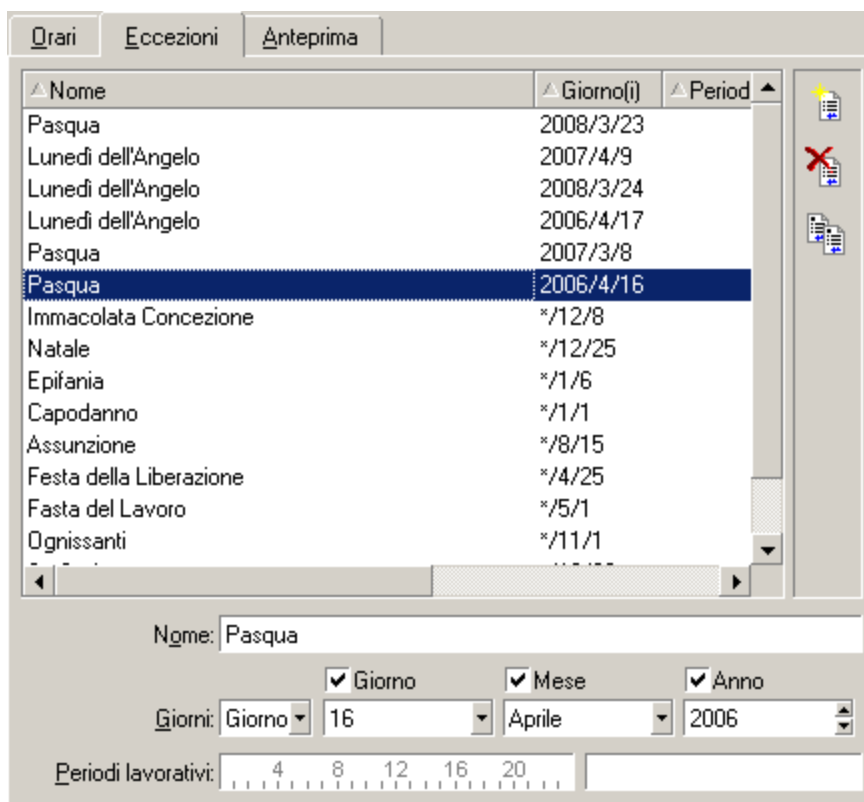 Orari Eccezioni Anteprima
Nome Giorno(i) Period
Pasqua 2008/3/23
Lunedì dell'Angelo 2007/4/9
Lunedì dell'Angelo 2008/3/24
Lunedì dell'Angelo 2006/4/17
Pasqua 2007/3/8
Pasqua 2006/4/16
Immacolata Concezione */12/8
Natale */12/25
Epifania */1/6
Capodanno */1/1
Assunzione */8/15
Festa della Liberazione */4/25
Fasta del Lavoro */5/1
Ognissanti */11/1
Nome: Pasqua
Giorno Mese Anno
Giorni: Giorno 16 Aprile 2006
Periodi lavorativi: 4 8 12 16 20